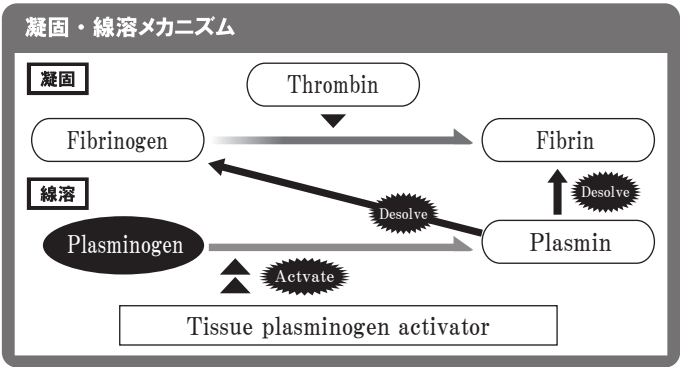 凝固・線溶メカニズム
凝固
Thrombin
Fibrinogen
Fibrin
線溶
Desolve
Desolve
Plasminogen
Plasmin
Actvate
Tissue plasminogen activator